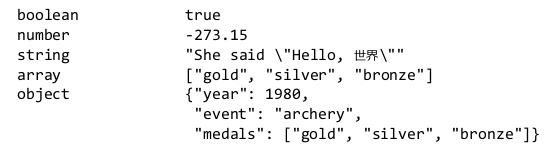 boolean true
number -273.15
string "She said \"Hello, 世界\""
array ["gold", "silver", "bronze"]
object {"year": 1980,
"event": "archery",
"medals": ["gold", "silver", "bronze"]}